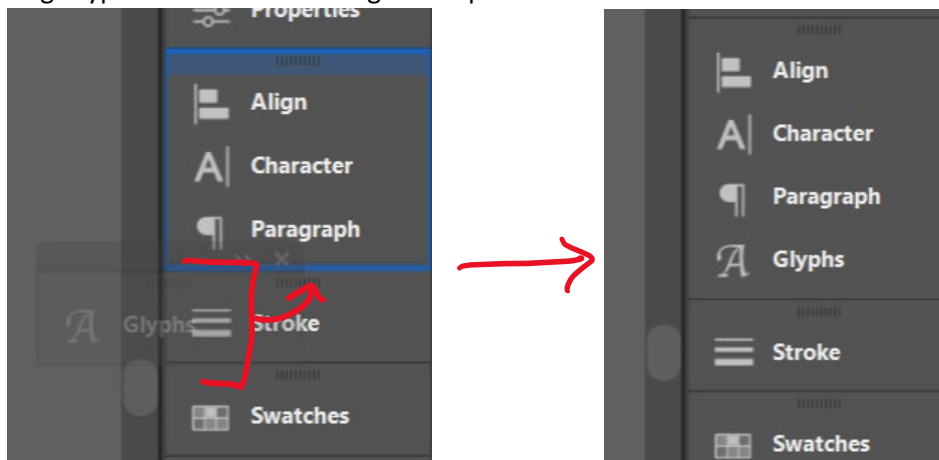 Properties
Align
Character
Paragraph
Glyphs
Stroke
Swatches
Align
Character
Paragraph
Glyphs
Stroke
Swatches